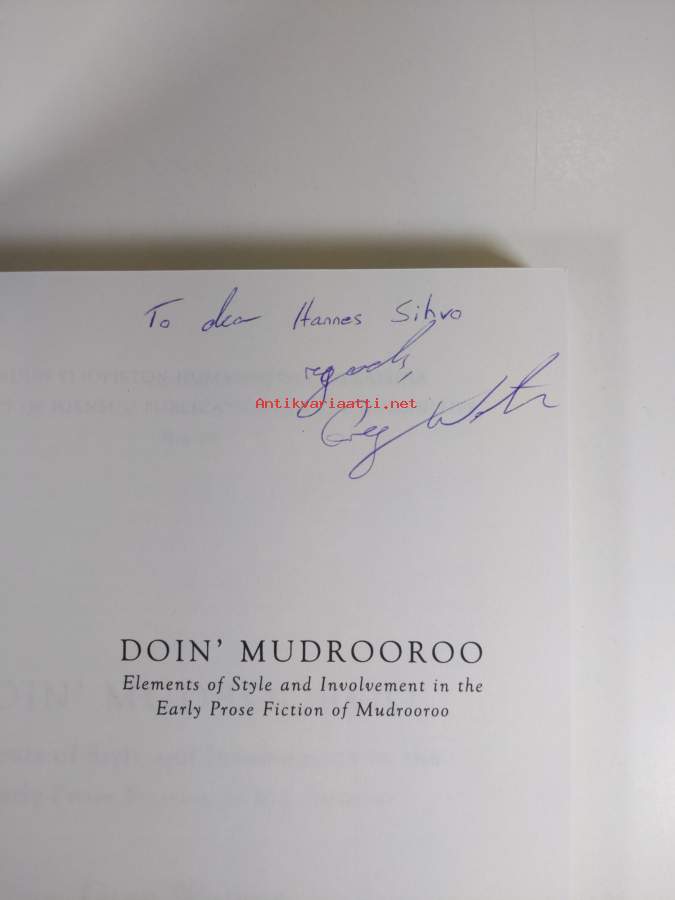 To dear Hannes Sihvo
regards,
Antikvariaatti.net
Greg
DOIN' MUDROOROO
Elements of Style and Involvement in the
Early Prose Fiction of Mudrooroo